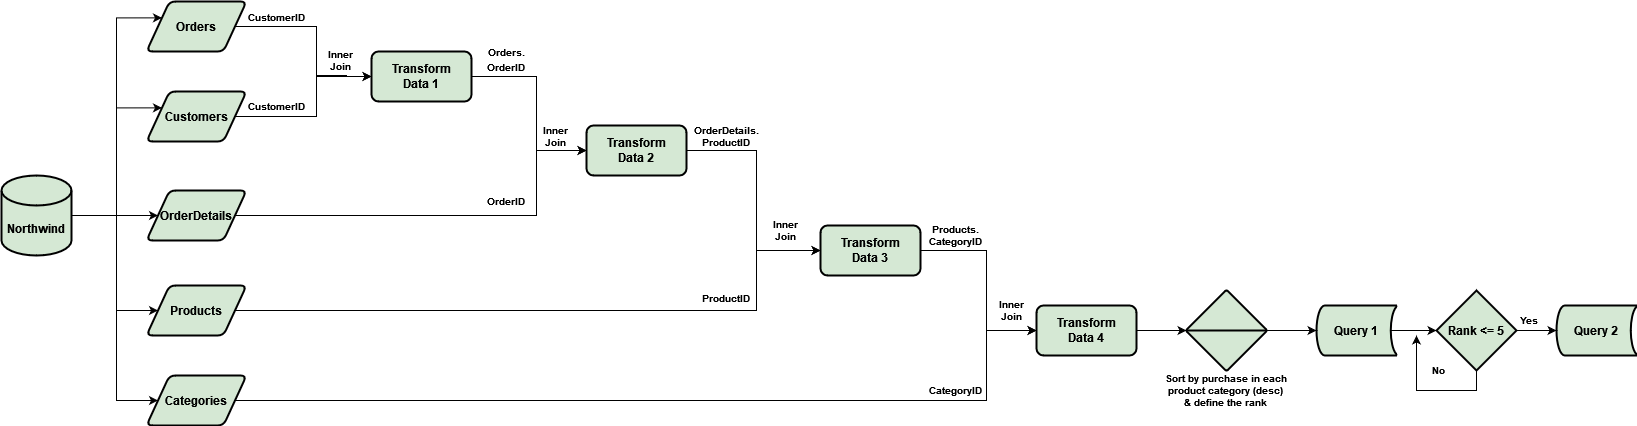 Orders
CustomerID
Inner
Join
Transform
Data 1
Orders.
OrderID
Customers
CustomerID
Inner
Join
Transform
Data 2
OrderDetails.
ProductID
Northwind
OrderDetails
OrderID
Inner
Join
Transform
Data 3
Products.
CategoryID
Products
ProductID
Inner
Join
Transform
Data 4
Sort by purchase in each
product category (desc)
& define the rank
Query 1
Rank <= 5
Yes
No
Query 2
Categories
CategoryID